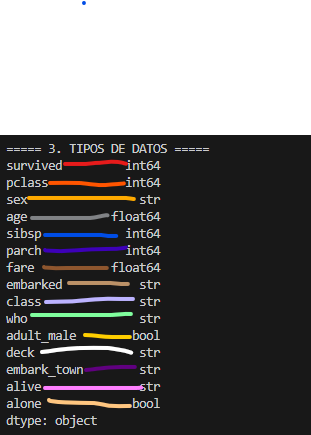 ===== 3. TIPOS DE DATOS =====
survived int64
pclass int64
sex str
age float64
sibsp int64
parch int64
fare float64
embarked str
class str
who str
adult_male bool
deck str
embark_town str
alive str
alone bool
dtype: object